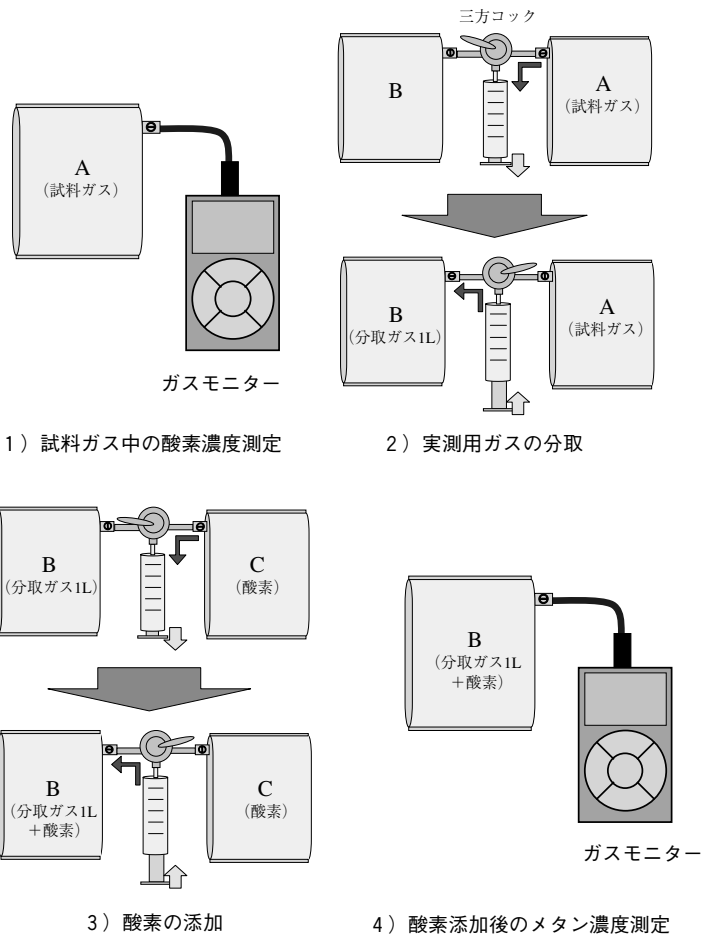 三方コック
B
A
(試料ガス)
A
(試料ガス)
ガスモニター
B
(分取ガス1L)
A
(試料ガス)
1）試料ガス中の酸素濃度測定
2）実測用ガスの分取
B
(分取ガス1L)
C
(酸素)
B
(分取ガス1L
＋酸素)
C
(酸素)
B
(分取ガス1L
＋酸素)
ガスモニター
3）酸素の添加
4）酸素添加後のメタン濃度測定